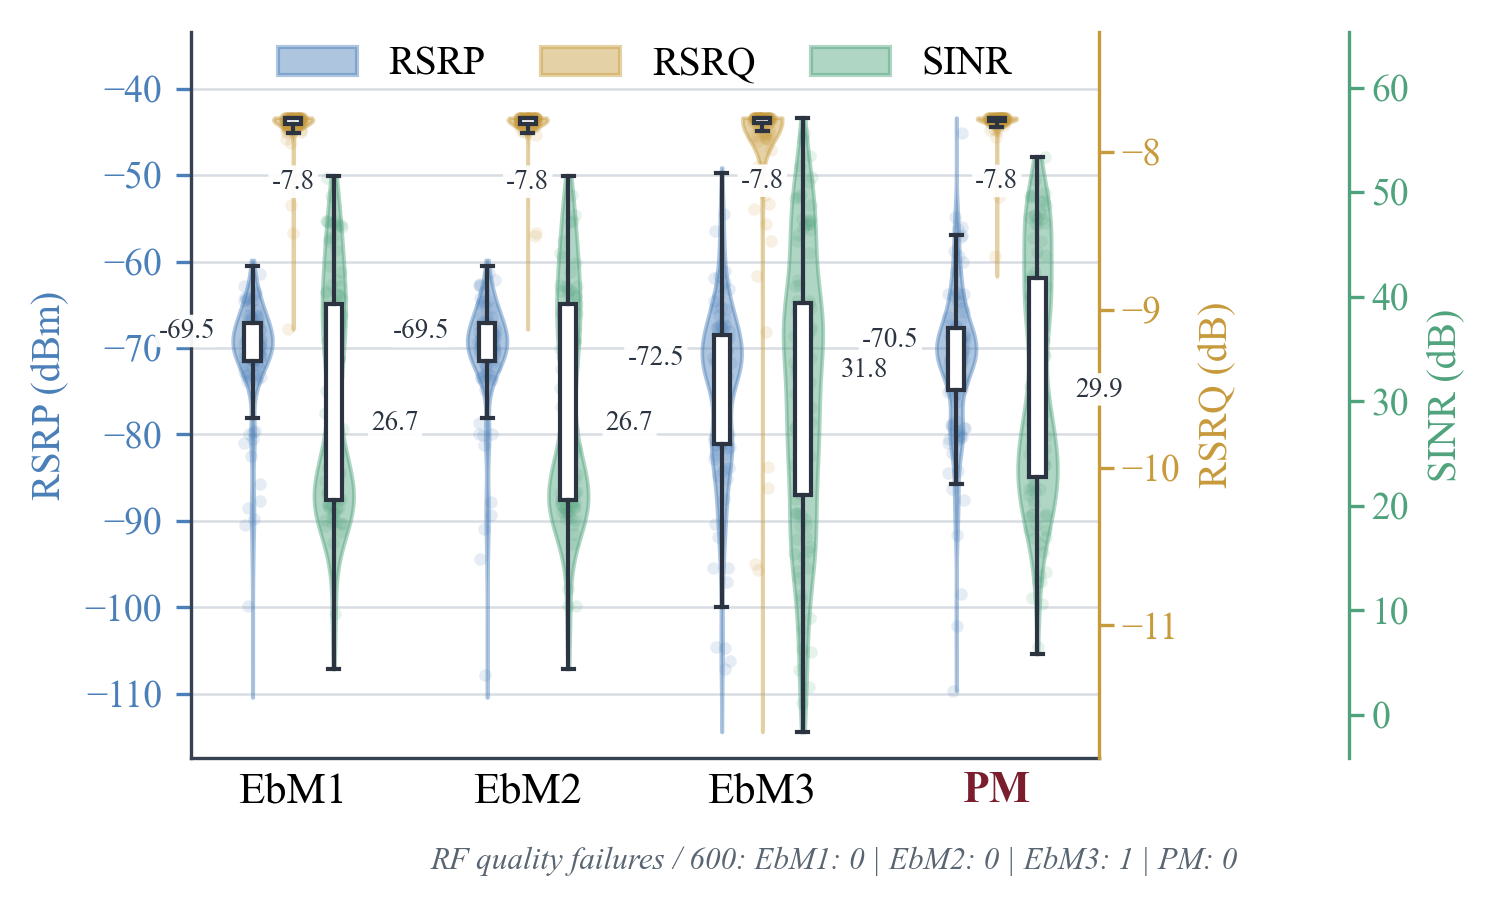 RSRP RSRQ SINR
−40
−50
−60
−70
−80
−90
−100
−110
RSRP (dBm)
−8
−9
−10
−11
RSRQ (dB)
60
50
40
30
20
10
0
SINR (dB)
-7.8 -7.8 -7.8 -7.8
-69.5 -69.5 -72.5 -70.5
26.7 26.7 31.8 29.9
EbM1 EbM2 EbM3 PM
RF quality failures / 600: EbM1: 0 | EbM2: 0 | EbM3: 1 | PM: 0